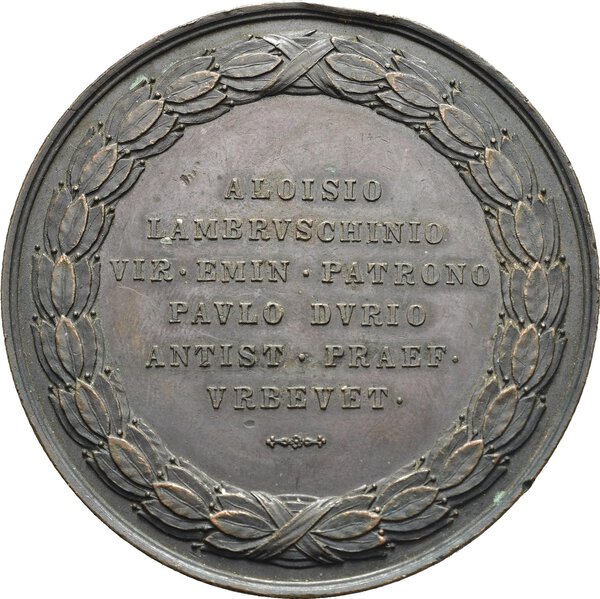 ALOISIO
LAMBRVSCHINIO
VIR · EMIN · PATRONO
PAVLO DVRIO
ANTIST · PRAEF ·
VRBEVET ·